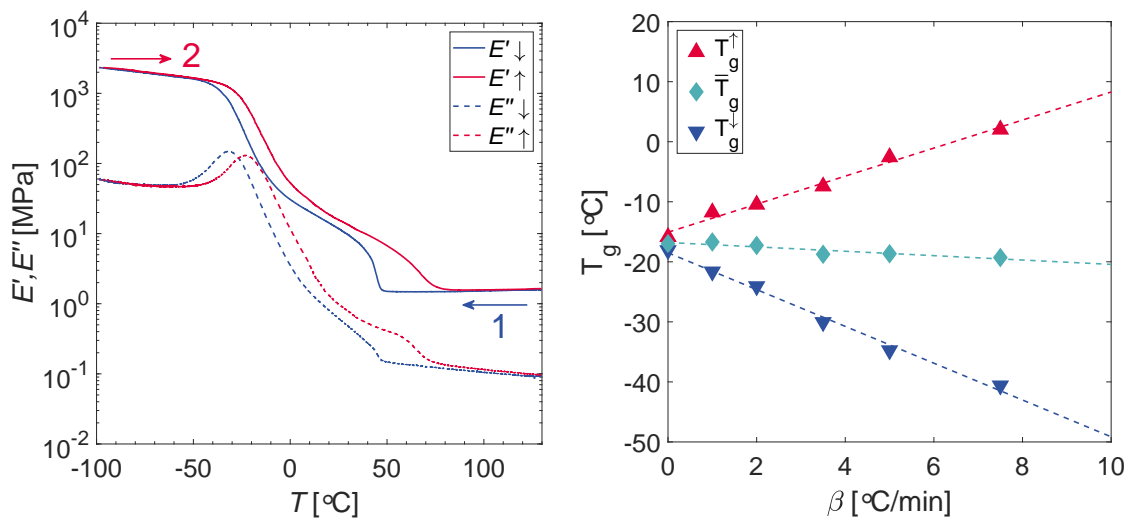 10^4
10^3
10^2
10^1
10^0
10^-1
10^-2
E', E'' [MPa]
2
E' ↓
E' ↑
E'' ↓
E'' ↑
1
-100 -50 0 50 100
T [°C]
20
10
0
-10
-20
-30
-40
-50
T_g [°C]
T_g^↑
T̅_g
T_g^↓
0 2 4 6 8 10
β [°C/min]